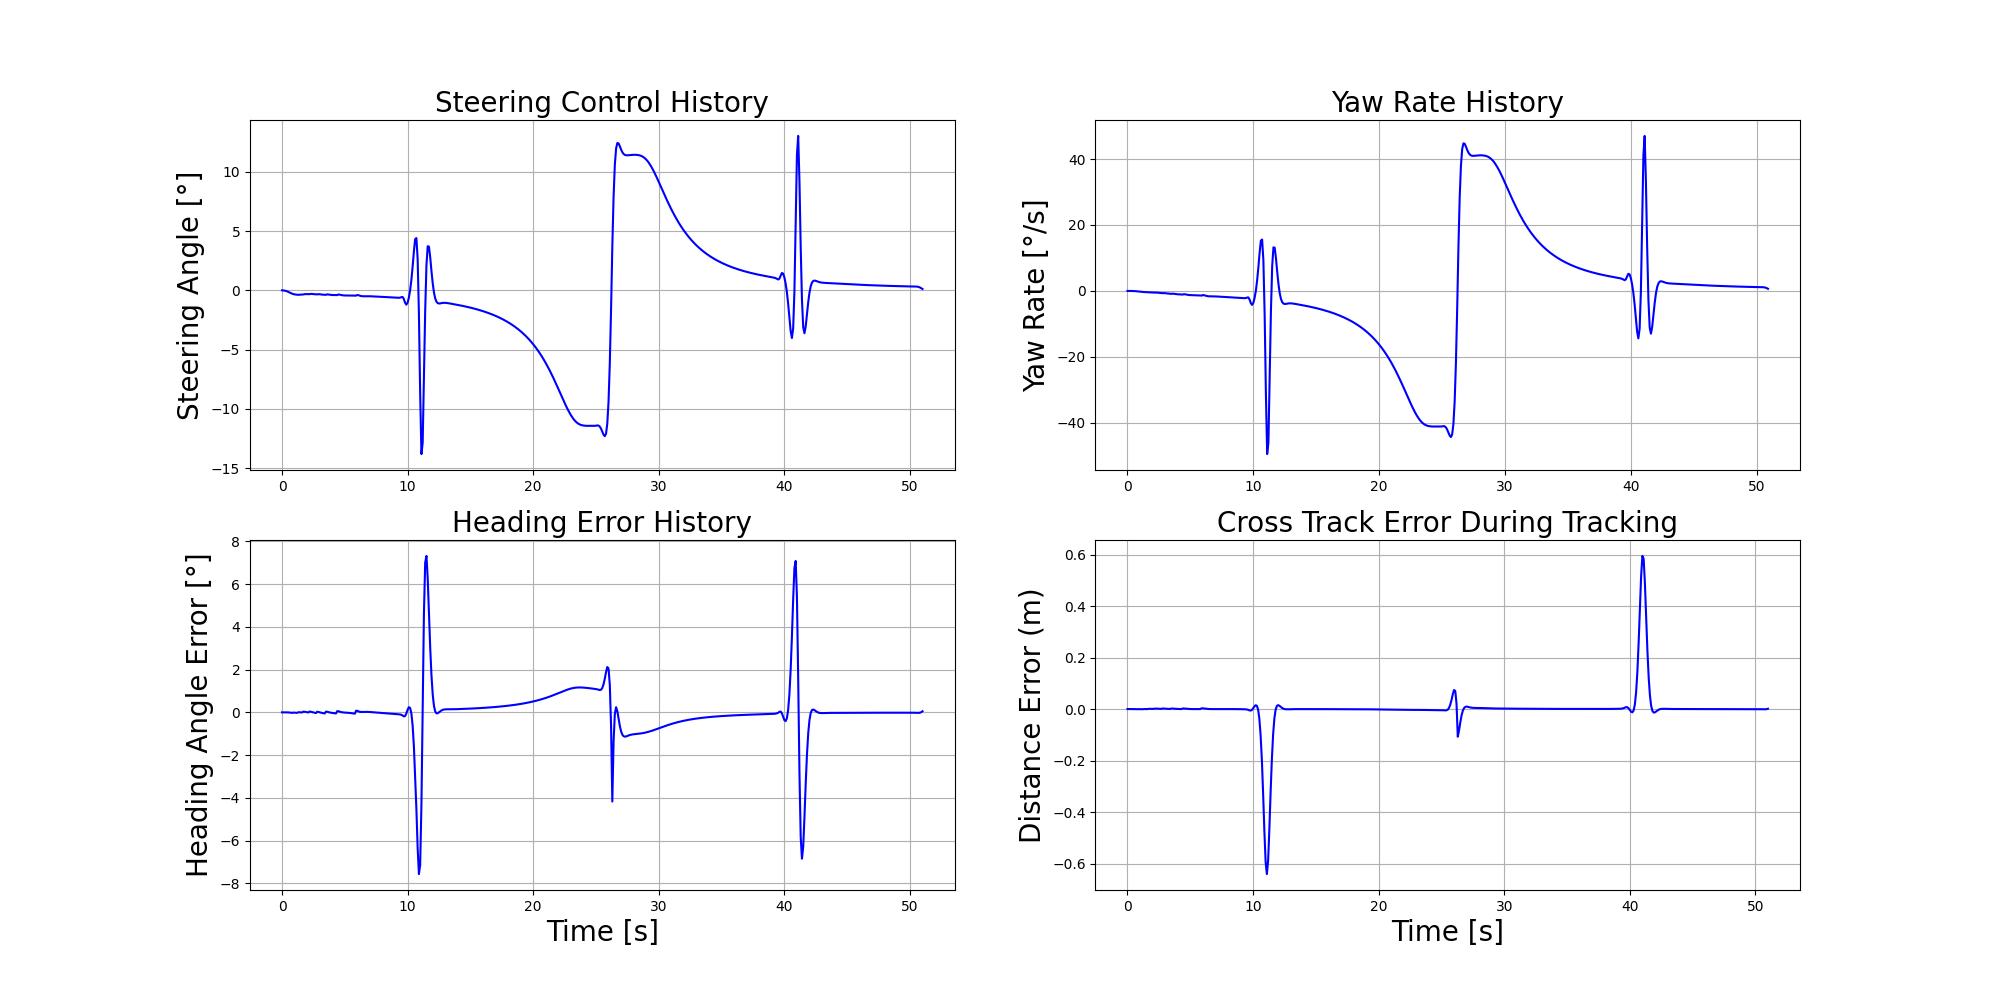 Steering Control History
Steering Angle [°]
10
5
0
−5
−10
−15
0 10 20 30 40 50
Yaw Rate History
Yaw Rate [°/s]
40
20
0
−20
−40
0 10 20 30 40 50
Heading Error History
Heading Angle Error [°]
8
6
4
2
0
−2
−4
−6
−8
0 10 20 30 40 50
Time [s]
Cross Track Error During Tracking
Distance Error (m)
0.6
0.4
0.2
0.0
−0.2
−0.4
−0.6
0 10 20 30 40 50
Time [s]